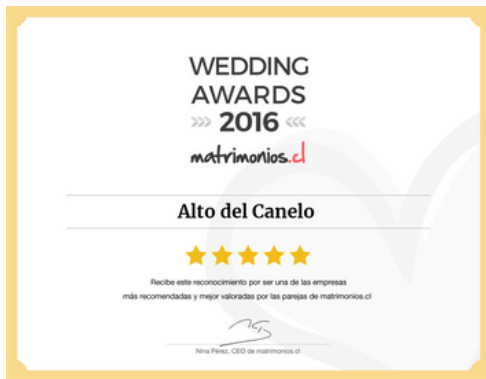 WEDDING
AWARDS
2016
matrimonios.cl
Alto del Canelo
Recibe este reconocimiento por ser una de las empresas
más recomendadas y mejor valoradas por las parejas de matrimonios.cl
Nina Pérez, CEO de matrimonios.cl